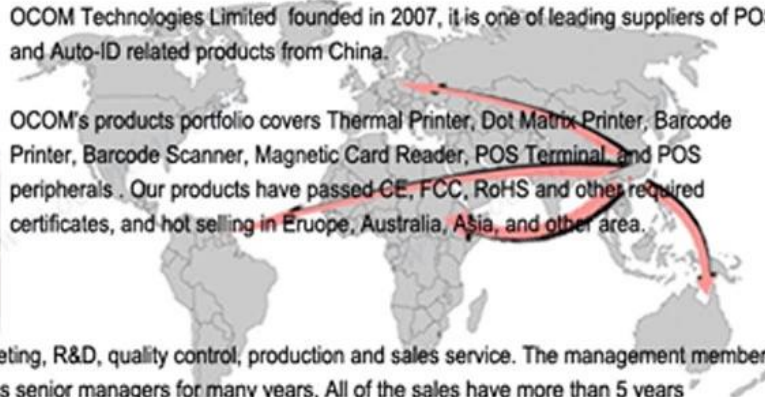 OCOM Technologies Limited founded in 2007, it is one of leading suppliers of POS
and Auto-ID related products from China.
OCOM's products portfolio covers Thermal Printer, Dot Matrix Printer, Barcode
Printer, Barcode Scanner, Magnetic Card Reader, POS Terminal, and POS
peripherals . Our products have passed CE, FCC, RoHS and other required
certificates, and hot selling in Eruope, Australia, Asia, and other area.
eting, R&D, quality control, production and sales service. The management member
s senior managers for many years. All of the sales have more than 5 years